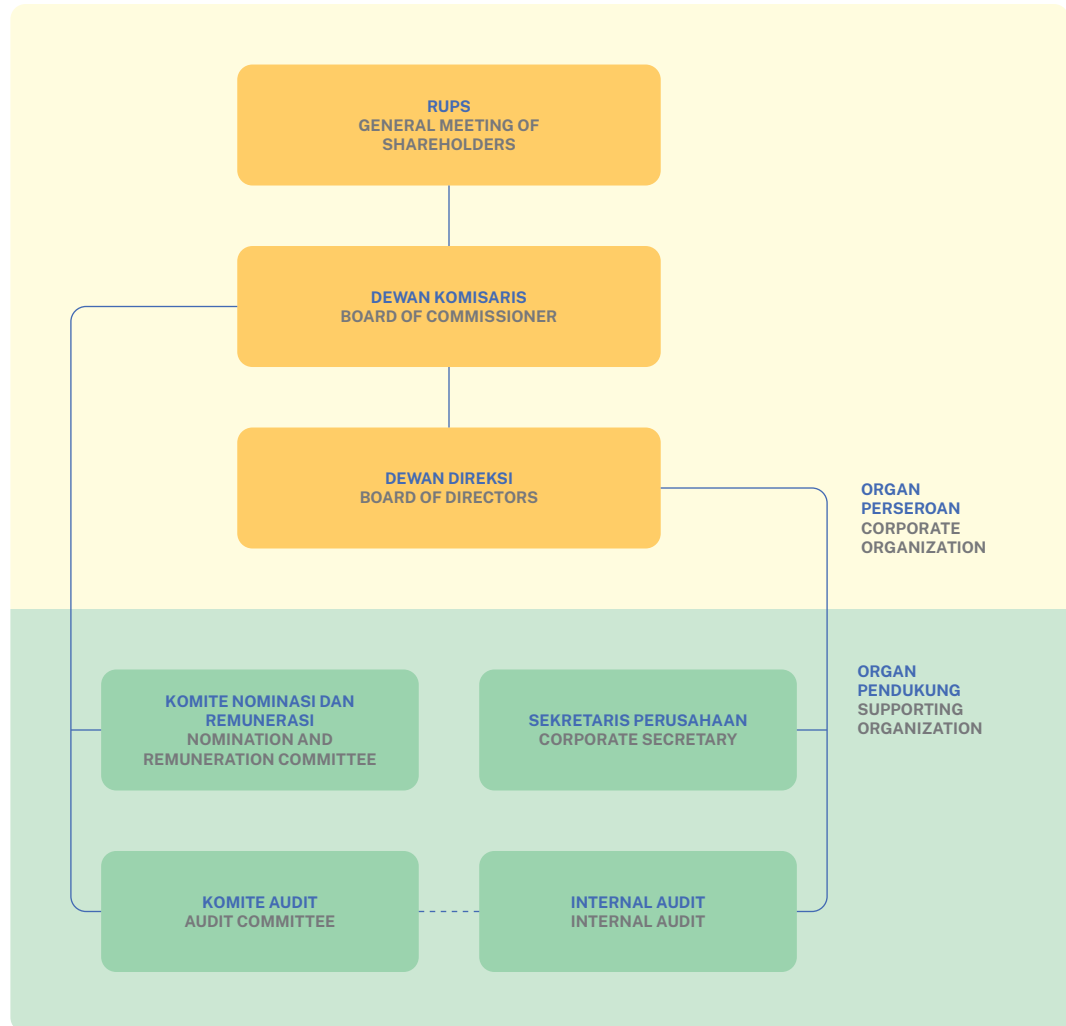 RUPS
GENERAL MEETING OF
SHAREHOLDERS
DEWAN KOMISARIS
BOARD OF COMMISSIONER
DEWAN DIREKSI
BOARD OF DIRECTORS
ORGAN
PERSEROAN
CORPORATE
ORGANIZATION
KOMITE NOMINASI DAN
REMUNERASI
NOMINATION AND
REMUNERATION COMMITTEE
SEKRETARIS PERUSAHAAN
CORPORATE SECRETARY
ORGAN
PENDUKUNG
SUPPORTING
ORGANIZATION
KOMITE AUDIT
AUDIT COMMITTEE
INTERNAL AUDIT
INTERNAL AUDIT